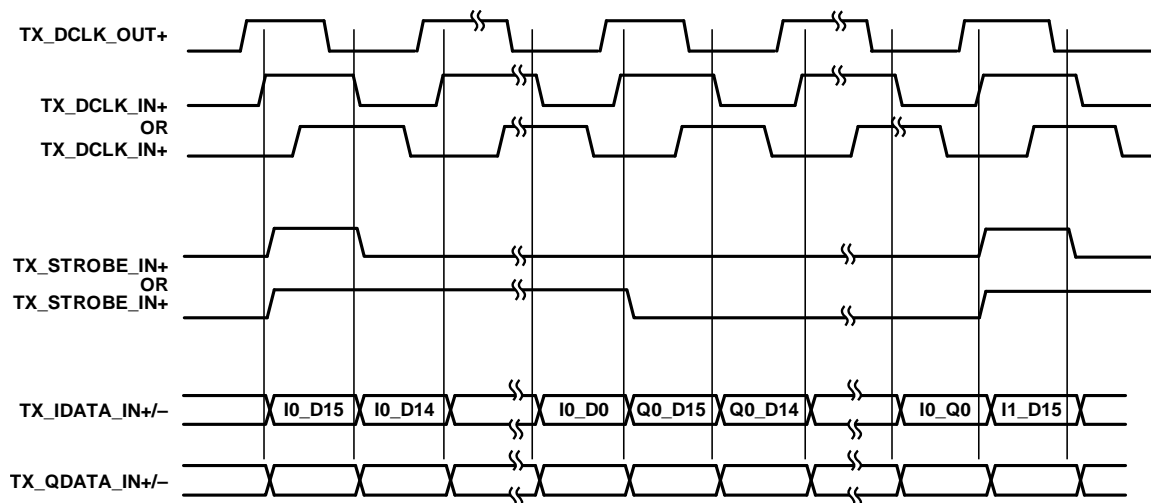 TX_DCLK_OUT+
TX_DCLK_IN+
OR
TX_DCLK_IN+
TX_STROBE_IN+
OR
TX_STROBE_IN+
TX_IDATA_IN+/–
I0_D15 I0_D14 I0_D0 Q0_D15 Q0_D14 I0_Q0 I1_D15
TX_QDATA_IN+/–